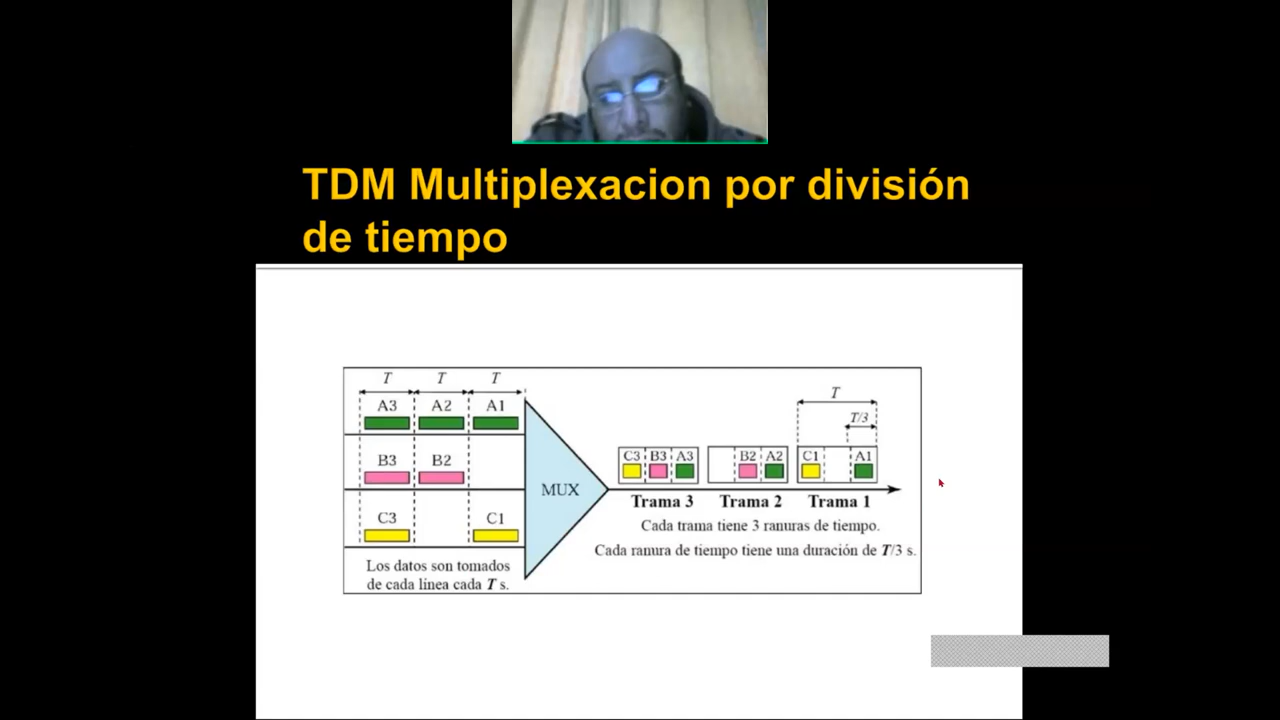 TDM Multiplexacion por división
de tiempo
T T T
A3 A2 A1
B3 B2
C3 C1
MUX
Los datos son tomados
de cada línea cada T s.
T
T/3
C3 B3 A3 B2 A2 C1 A1
Trama 3 Trama 2 Trama 1
Cada trama tiene 3 ranuras de tiempo.
Cada ranura de tiempo tiene una duración de T/3 s.